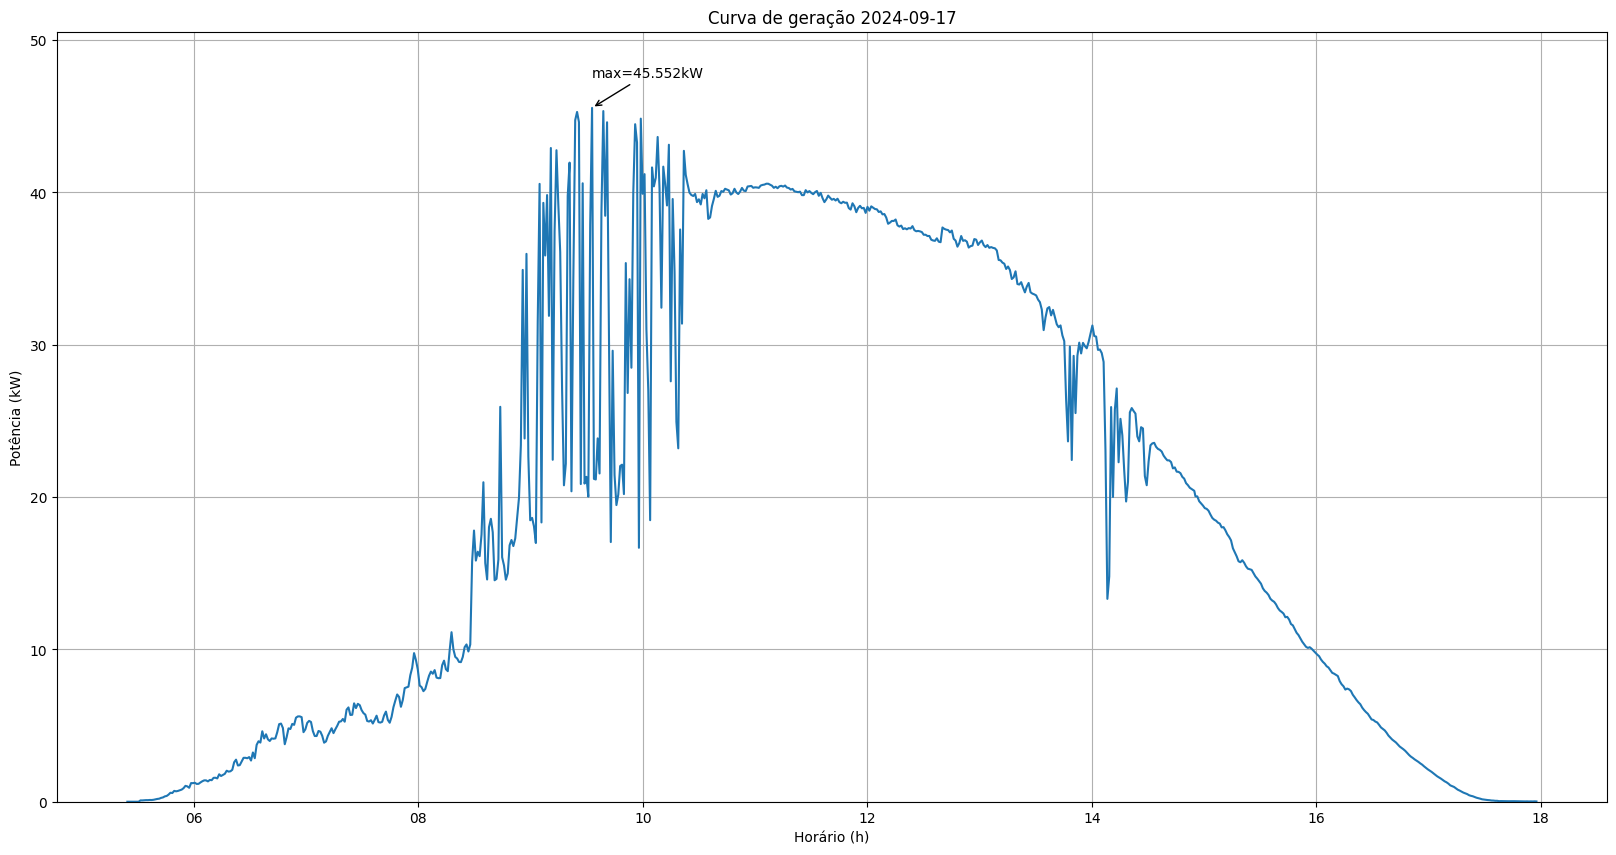 Curva de geração 2024-09-17
50
max=45.552kW
40
30
20
10
0
Potência (kW)
06 08 10 12 14 16 18
Horário (h)